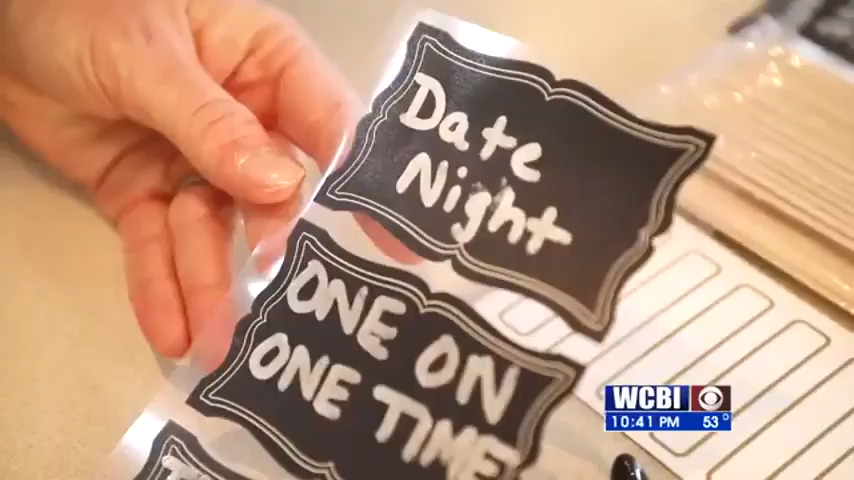 Date
Night
ONE ON
ONE TIME
WCBI
10:41 PM 53°